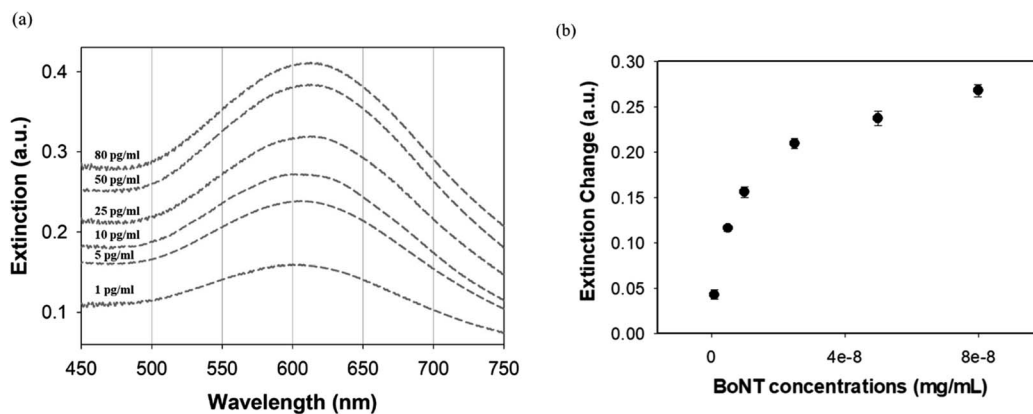 (a)
0.4
0.3
0.2
0.1
Extinction (a.u.)
80 pg/ml
50 pg/ml
25 pg/ml
10 pg/ml
5 pg/ml
1 pg/ml
450 500 550 600 650 700 750
Wavelength (nm)
(b)
0.30
0.25
0.20
0.15
0.10
0.05
0.00
Extinction Change (a.u.)
0 4e-8 8e-8
BoNT concentrations (mg/mL)